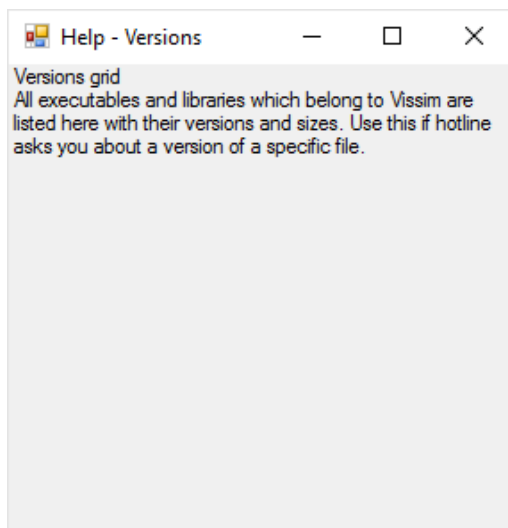 Help - Versions
Versions grid
All executables and libraries which belong to Vissim are
listed here with their versions and sizes. Use this if hotline
asks you about a version of a specific file.